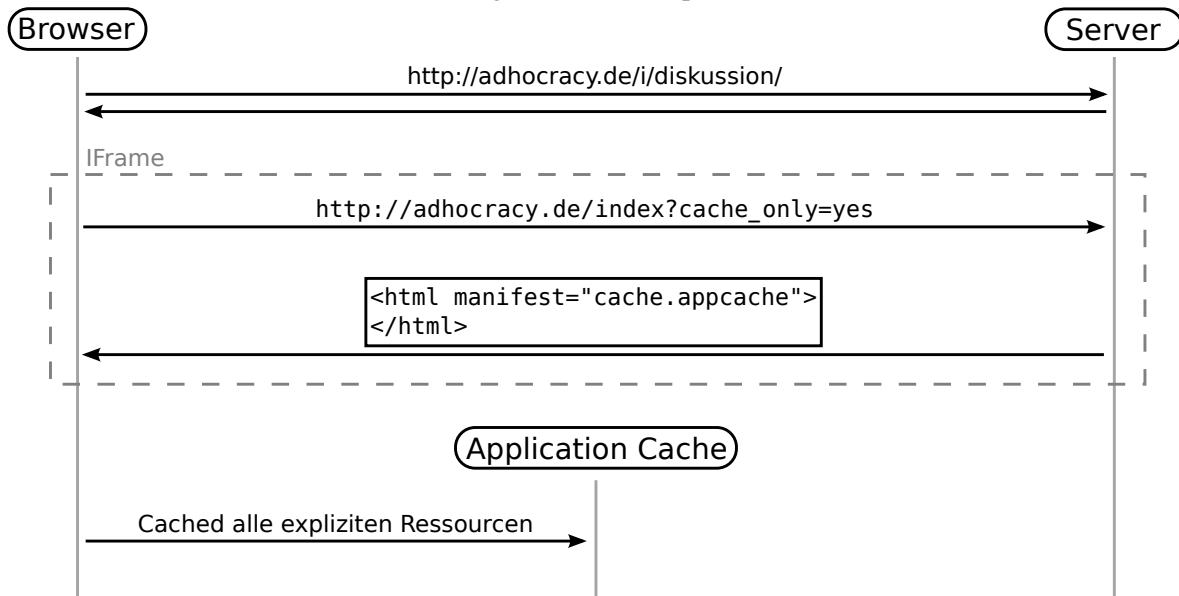 Browser
Server
http://adhocracy.de/i/diskussion/
IFrame
http://adhocracy.de/index?cache_only=yes
<html manifest="cache.appcache">
</html>
Application Cache
Cached alle expliziten Ressourcen